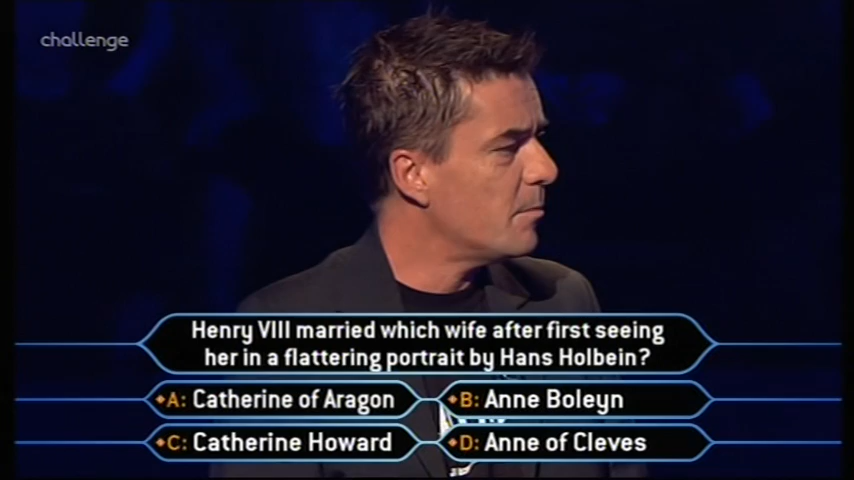 challenge
Henry VIII married which wife after first seeing
her in a flattering portrait by Hans Holbein?
A: Catherine of Aragon
B: Anne Boleyn
C: Catherine Howard
D: Anne of Cleves